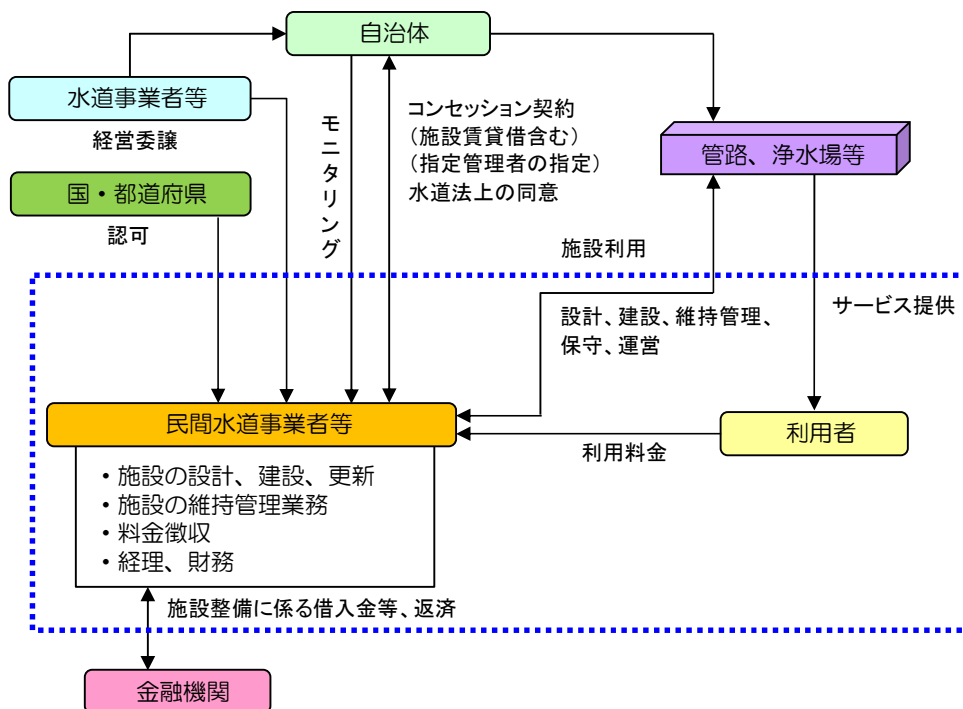 自治体
水道事業者等
経営委譲
国・都道府県
認可
モニタリング
コンセッション契約
(施設賃貸借含む)
(指定管理者の指定)
水道法上の同意
管路、浄水場等
施設利用
サービス提供
設計、建設、維持管理、
保守、運営
民間水道事業者等
利用者
利用料金
・施設の設計、建設、更新
・施設の維持管理業務
・料金徴収
・経理、財務
施設整備に係る借入金等、返済
金融機関